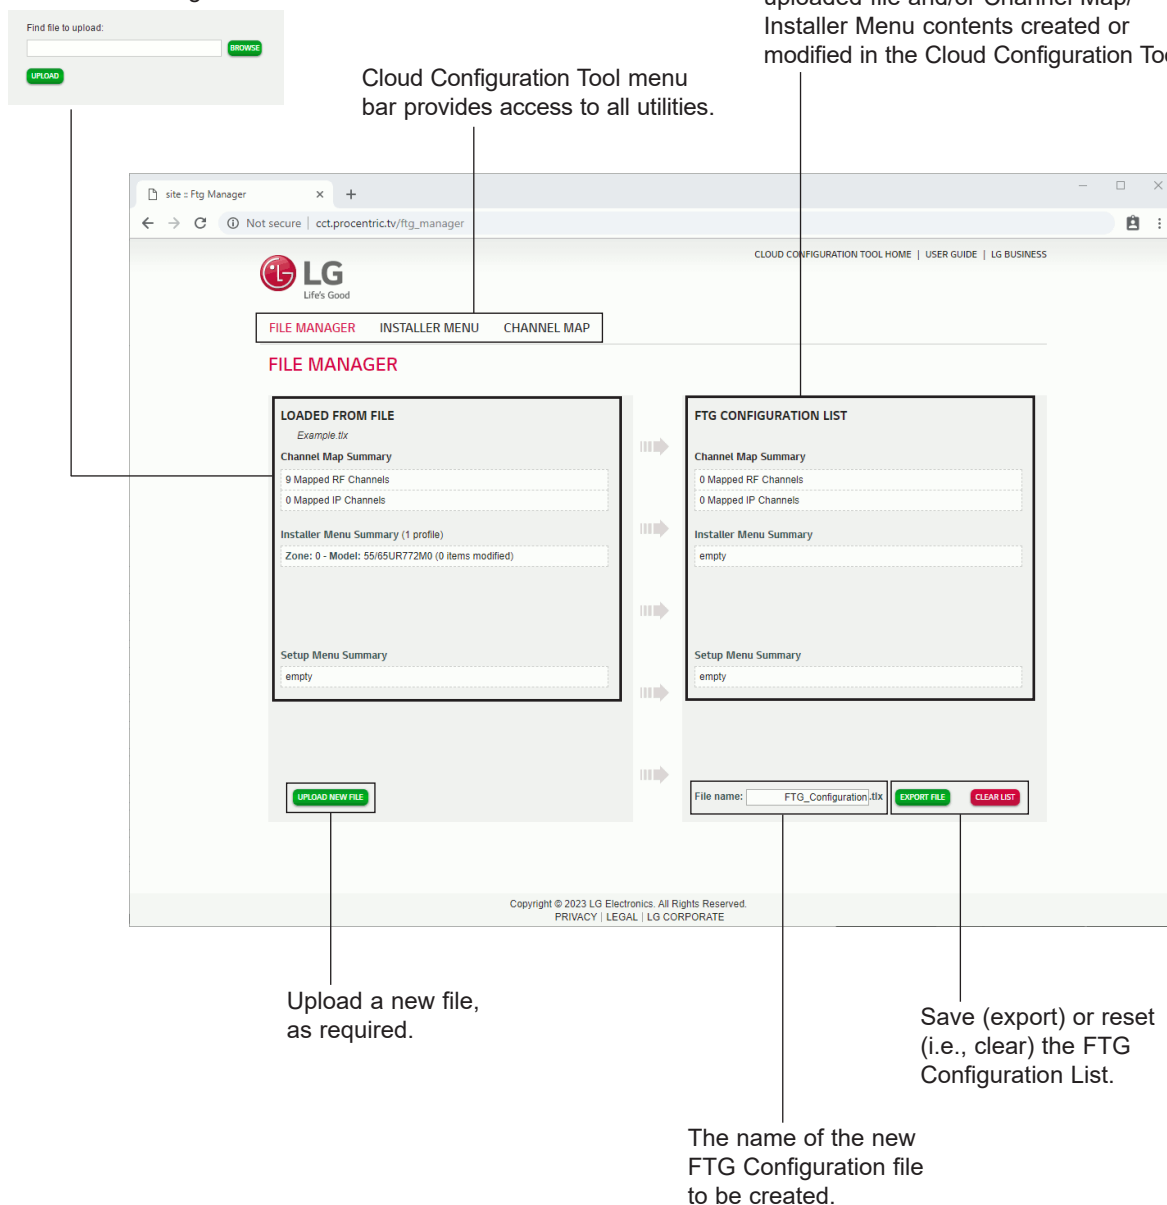 Find file to upload:
BROWSE
UPLOAD
uploaded file and/or Channel Map/
Installer Menu contents created or
modified in the Cloud Configuration
Cloud Configuration Tool menu
bar provides access to all utilities.
site :: Ftg Manager
Not secure | cct.procentric.tv/ftg_manager
LG
Life's Good
CLOUD CONFIGURATION TOOL HOME | USER GUIDE | LG BUSINESS
FILE MANAGER INSTALLER MENU CHANNEL MAP
FILE MANAGER
LOADED FROM FILE
Example.tlx
Channel Map Summary
9 Mapped RF Channels
0 Mapped IP Channels
Installer Menu Summary (1 profile)
Zone: 0 - Model: 55/65UR772M0 (0 items modified)
Setup Menu Summary
empty
UPLOAD NEW FILE
FTG CONFIGURATION LIST
Channel Map Summary
0 Mapped RF Channels
0 Mapped IP Channels
Installer Menu Summary
empty
Setup Menu Summary
empty
File name: FTG_Configuration .tlx EXPORT FILE CLEAR LIST
Copyright © 2023 LG Electronics. All Rights Reserved.
PRIVACY | LEGAL | LG CORPORATE
Upload a new file,
as required.
Save (export) or reset
(i.e., clear) the FTG
Configuration List.
The name of the new
FTG Configuration file
to be created.